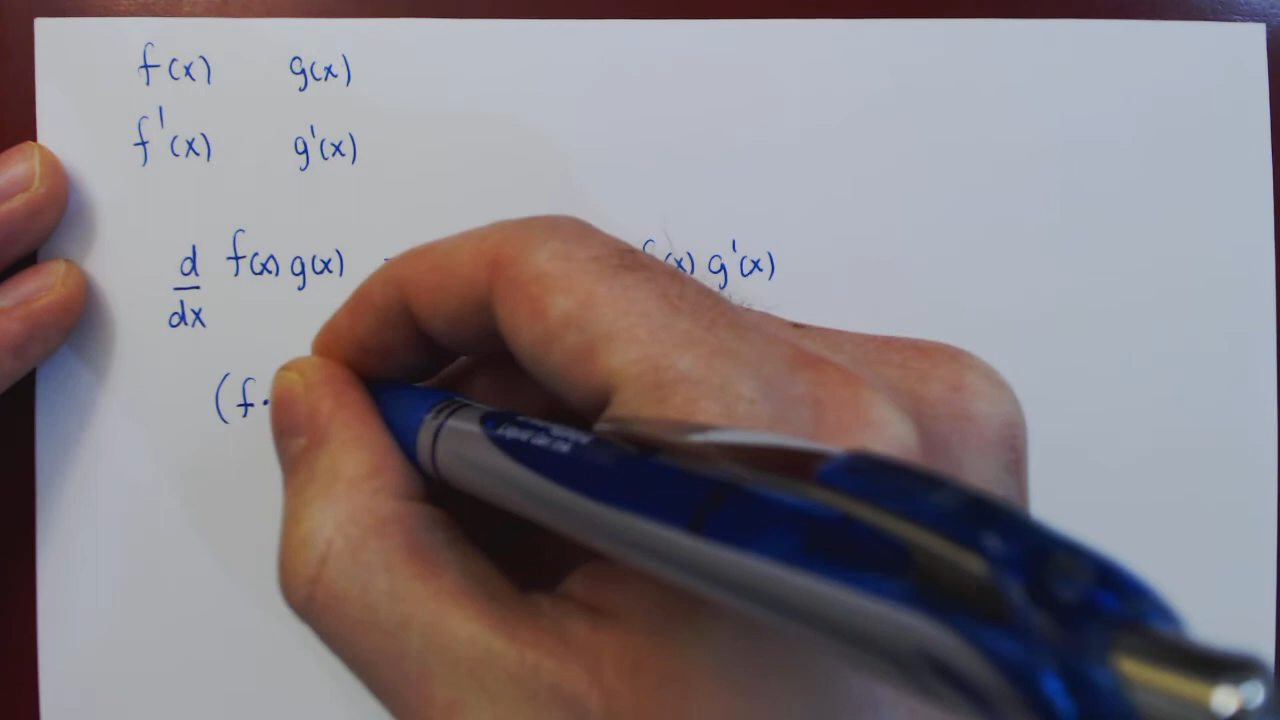 f(x) g(x)
f'(x) g'(x)
d/dx f(x) g(x) f(x) g'(x)
(f·